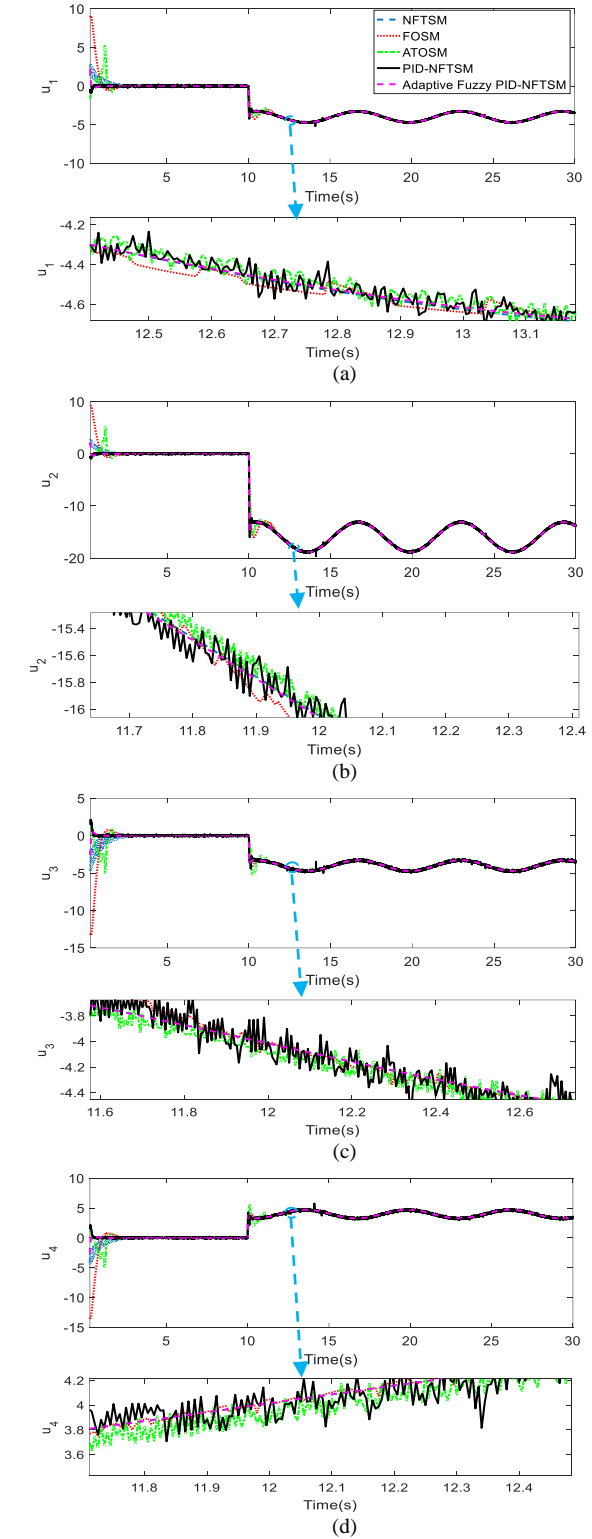 10
5
0
-5
-10
u1
NFTSM
FOSM
ATOSM
PID-NFTSM
Adaptive Fuzzy PID-NFTSM
5 10 15 20 25 30
Time(s)
-4.2
-4.4
-4.6
u1
12.5 12.6 12.7 12.8 12.9 13 13.1
Time(s)
(a)
10
0
-10
-20
u2
5 10 15 20 25 30
Time(s)
-15.4
-15.6
-15.8
-16
u2
11.7 11.8 11.9 12 12.1 12.2 12.3 12.4
Time(s)
(b)
5
0
-5
-10
-15
u3
5 10 15 20 25 30
Time(s)
-3.8
-4
-4.2
-4.4
u3
11.6 11.8 12 12.2 12.4 12.6
Time(s)
(c)
10
5
0
-5
-10
-15
u4
5 10 15 20 25 30
Time(s)
4.2
4
3.8
3.6
u4
11.8 11.9 12 12.1 12.2 12.3 12.4
Time(s)
(d)